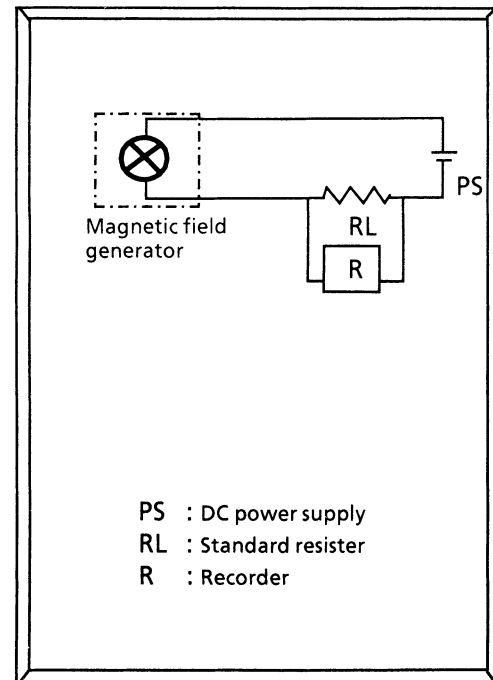 PS
Magnetic field
generator
RL
R
PS : DC power supply
RL : Standard resister
R : Recorder